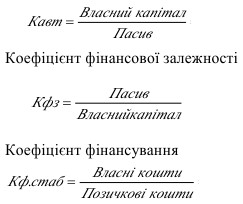 Кавт = Власний капітал / Пасив
Коефіцієнт фінансової залежності
Кфз = Пасив / Власнийкапітал
Коефіцієнт фінансування
Кф.стаб = Власні кошти / Позичкові кошти